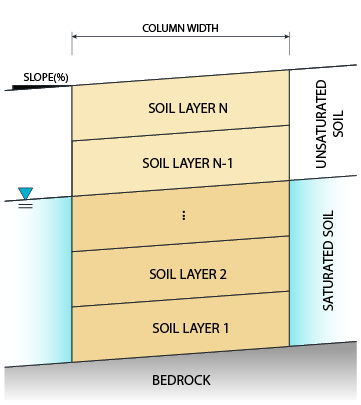 COLUMN WIDTH
SLOPE(%)
SOIL LAYER N
UNSATURATED
SOIL
SOIL LAYER N-1
⋮
SATURATED SOIL
SOIL LAYER 2
SOIL LAYER 1
BEDROCK